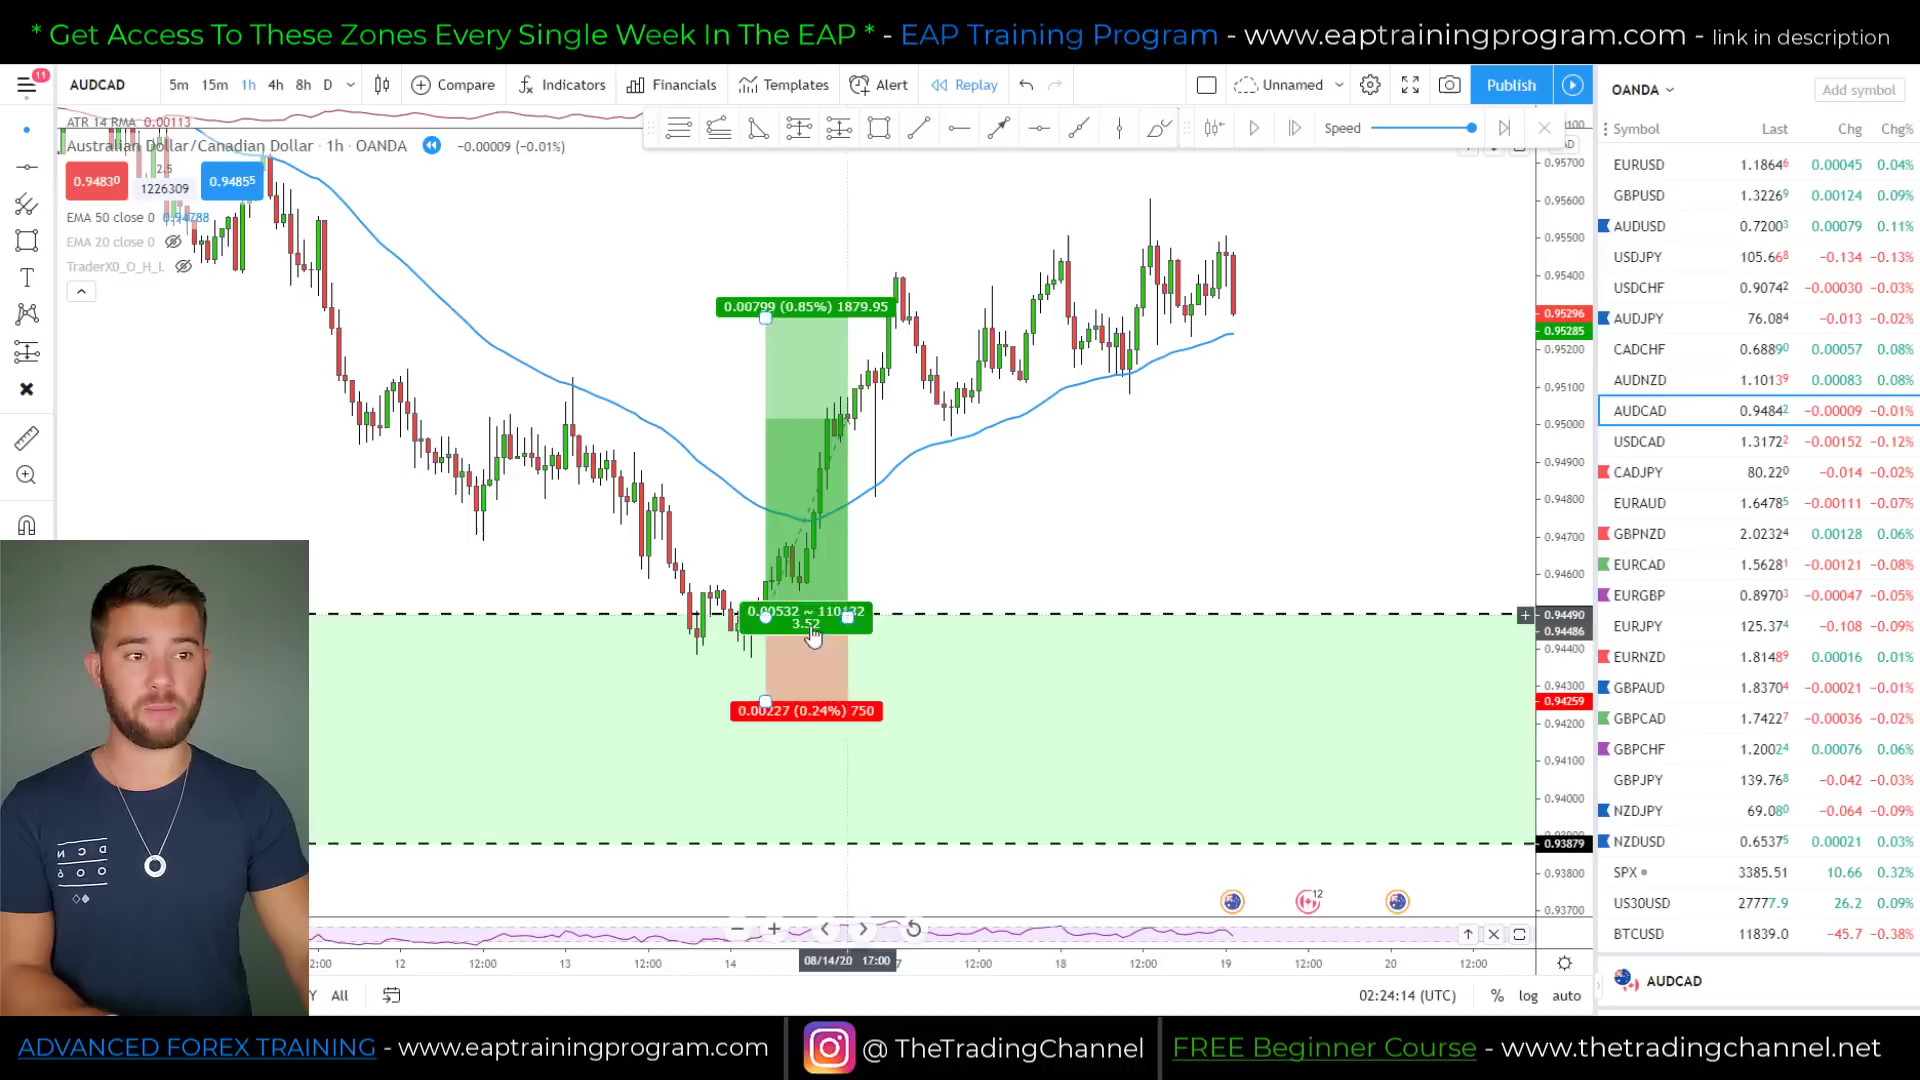 * Get Access To These Zones Every Single Week In The EAP * - EAP Training Program - www.eaptrainingprogram.com - link in description
11
AUDCAD 5m 15m 1h 4h 8h D Compare Indicators Financials Templates Alert Replay Unnamed Publish
OANDA Add symbol
ATR 14 RMA 0.00113
Speed
Australian Dollar/Canadian Dollar · 1h · OANDA −0.00009 (−0.01%)
2.5
0.94830 1226309 0.94855
EMA 50 close 0 0.94788
EMA 20 close 0
TraderX0_O_H_L
0.00799 (0.85%) 1879.95
0.00532 ~ 110132
3.52
0.00227 (0.24%) 750
0.95700
0.95600
0.95500
0.95400
0.95296
0.95285
0.95200
0.95100
0.95000
0.94900
0.94800
0.94700
0.94600
0.94490
0.94486
0.94400
0.94300
0.94259
0.94200
0.94100
0.94000
0.93879
0.93800
0.93700
Symbol Last Chg Chg%
EURUSD 1.18646 0.00045 0.04%
GBPUSD 1.32269 0.00124 0.09%
AUDUSD 0.72003 0.00079 0.11%
USDJPY 105.668 −0.134 −0.13%
USDCHF 0.90742 −0.00030 −0.03%
AUDJPY 76.084 −0.013 −0.02%
CADCHF 0.68890 0.00057 0.08%
AUDNZD 1.10139 0.00083 0.08%
AUDCAD 0.94842 −0.00009 −0.01%
USDCAD 1.31722 −0.00152 −0.12%
CADJPY 80.220 −0.014 −0.02%
EURAUD 1.64785 −0.00111 −0.07%
GBPNZD 2.02324 0.00128 0.06%
EURCAD 1.56281 −0.00121 −0.08%
EURGBP 0.89703 −0.00047 −0.05%
EURJPY 125.374 −0.108 −0.09%
EURNZD 1.81489 0.00016 0.01%
GBPAUD 1.83704 −0.00021 −0.01%
GBPCAD 1.74227 −0.00036 −0.02%
GBPCHF 1.20024 0.00076 0.06%
GBPJPY 139.768 −0.042 −0.03%
NZDJPY 69.080 −0.064 −0.09%
NZDUSD 0.65375 0.00021 0.03%
SPX 3385.51 10.66 0.32%
US30USD 27777.9 26.2 0.09%
BTCUSD 11839.0 −45.7 −0.38%
12
2:00 12 12:00 13 12:00 14 08/14/20 17:00 7 12:00 18 12:00 19 12:00 20 12:00
AUDCAD
Y All 02:24:14 (UTC) % log auto
ADVANCED FOREX TRAINING - www.eaptrainingprogram.com @ TheTradingChannel FREE Beginner Course - www.thetradingchannel.net